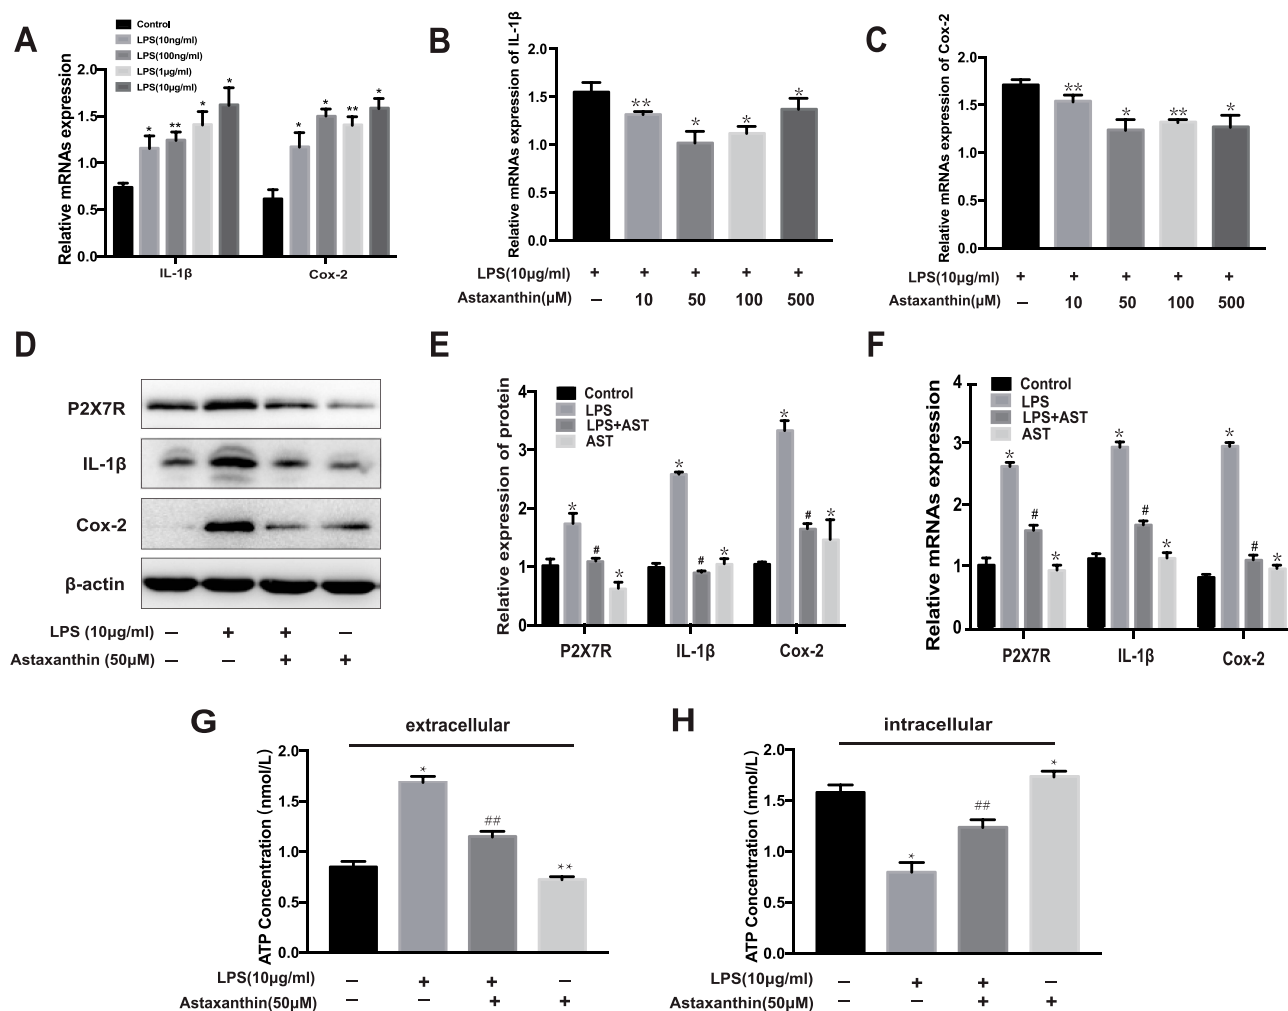 A
Control
LPS(10ng/ml)
LPS(100ng/ml)
LPS(1μg/ml)
LPS(10μg/ml)
Relative mRNAs expression
2.0
1.5
1.0
0.5
0.0
* ** * *
* * ** *
IL-1β Cox-2
B
Relative mRNAs expression of IL-1β
2.0
1.5
1.0
0.5
0.0
** * * *
LPS(10μg/ml) + + + + +
Astaxanthin(μM) – 10 50 100 500
C
Relative mRNAs expression of Cox-2
2.0
1.5
1.0
0.5
0.0
** * ** *
LPS(10μg/ml) + + + + +
Astaxanthin(μM) – 10 50 100 500
D
P2X7R
IL-1β
Cox-2
β-actin
LPS (10μg/ml) – + + –
Astaxanthin (50μM) – – + +
E
Relative expression of protein
4
3
2
1
0
Control
LPS
LPS+AST
AST
* # *
* # *
* # *
P2X7R IL-1β Cox-2
F
Relative mRNAs expression
4
3
2
1
0
Control
LPS
LPS+AST
AST
* # *
* # *
* # *
P2X7R IL-1β Cox-2
G
extracellular
ATP Concentration (nmol/L)
2.0
1.5
1.0
0.5
0.0
* ## **
LPS(10μg/ml) – + + –
Astaxanthin(50μM) – – + +
H
intracellular
ATP Concentration (nmol/L)
2.0
1.5
1.0
0.5
0.0
* ## *
LPS(10μg/ml) – + + –
Astaxanthin(50μM) – – + +